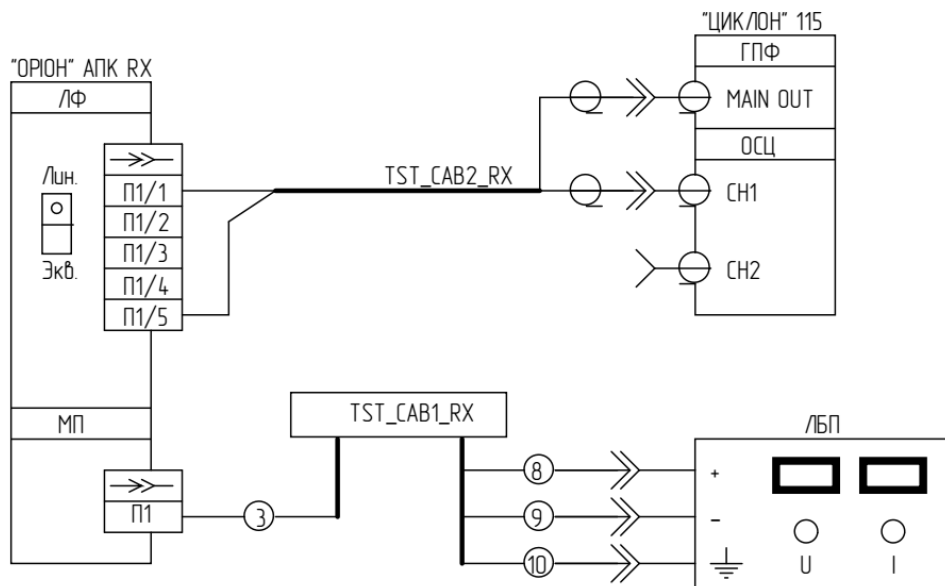 "ЦИКЛОН" 115
ГПФ
MAIN OUT
ОСЦ
CH1
CH2
"ОРІОН" АПК RX
ЛФ
Лин.
Экв.
П1/1
П1/2
П1/3
П1/4
П1/5
TST_CAB2_RX
МП
П1
3
TST_CAB1_RX
8
9
10
ЛБП
+
-
U
I